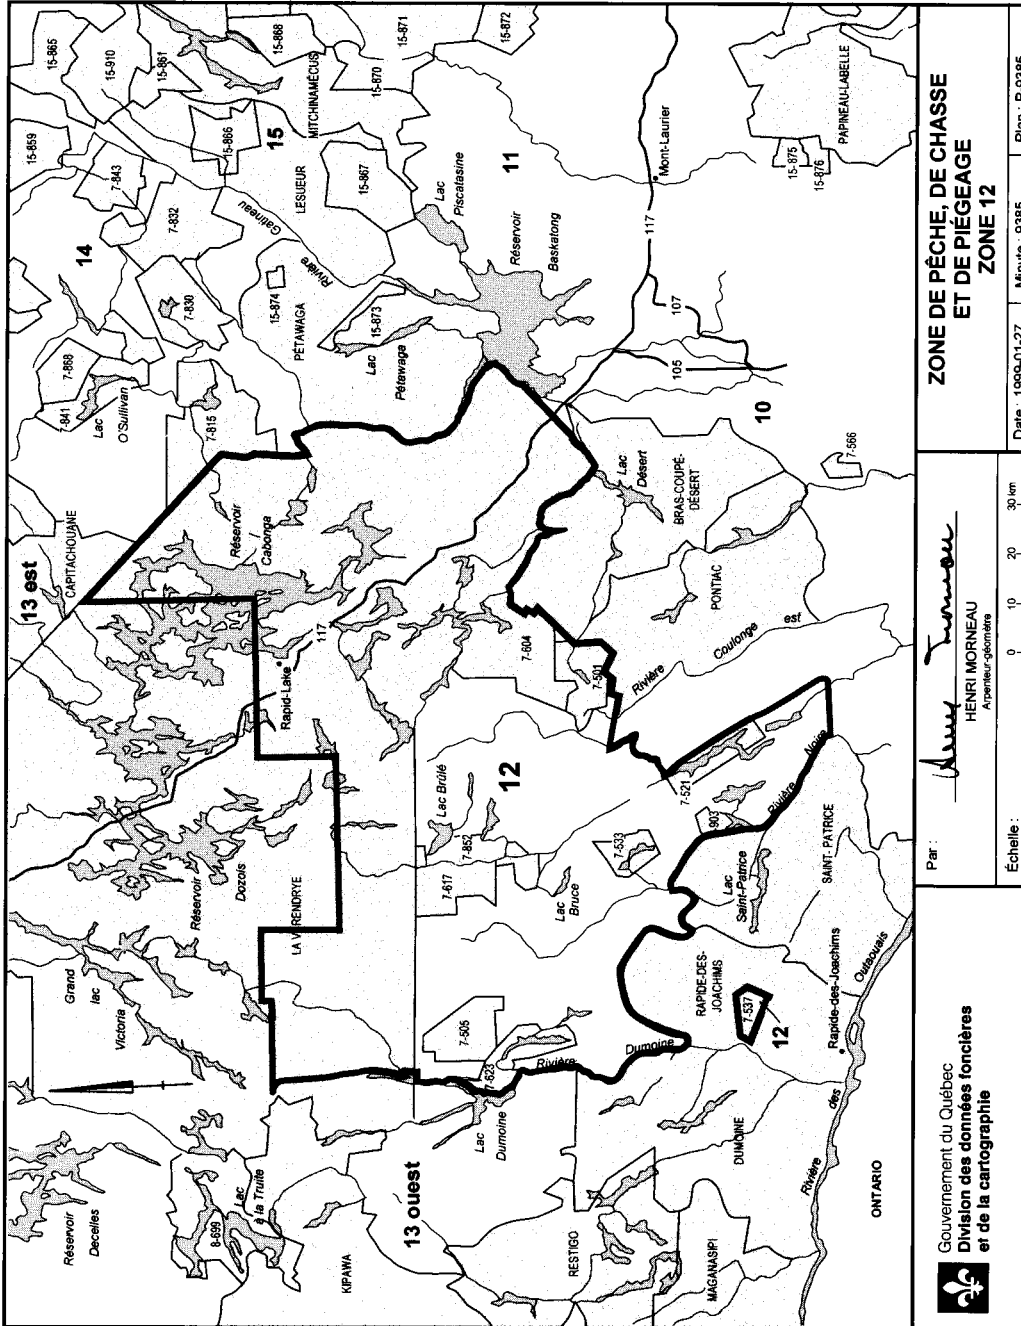 Réservoir
Decelles
8-699
Lac
à la Truite
KIPAWA
13 ouest
RESTIGO
MAGANASIPI
Grand
lac
Victoria
Réservoir
Dozois
LA VÉRENDRYE
7-505
7-623
Lac
Dumoine
Rivière
Dumoine
DUMOINE
Rivière
des
Outaouais
ONTARIO
RAPIDE-DES-
JOACHIMS
7-537
12
Rapide-des-Joachims
Lac
Saint-Patrice
SAINT-PATRICE
903
Rivière
Noire
7-521
7-533
Lac
Bruce
7-617
7-852
Lac Brûlé
12
13 est
CAPITACHOUANE
Rapid-Lake
117
Réservoir
Cabonga
7-604
7-501
Rivière
Coulonge
est
PONTIAC
BRAS-COUPÉ-
DÉSERT
Lac
Désert
7-566
10
105
107
117
Mont-Laurier
14
7-868
7-841
Lac
O'Sullivan
7-815
7-830
7-832
7-843
15-859
15-865
15-910
15-861
15-866
15-868
15-871
15-872
15
MITCHINAMÉCUS
15-870
LESUEUR
15-867
Rivière
Gatineau
15-874
PÉTAWAGA
15-873
Lac
Pétawaga
Lac
Piscatasine
Réservoir
Baskatong
11
15-875
15-876
PAPINEAU-LABELLE
Gouvernement du Québec
Division des données foncières
et de la cartographie
Par :
HENRI MORNEAU
Arpenteur-géomètre
Échelle :
0 10 20 30 km
ZONE DE PÊCHE, DE CHASSE
ET DE PIÉGEAGE
ZONE 12
Date : 1999-01-27
Minute : 9385
Plan : P-9385